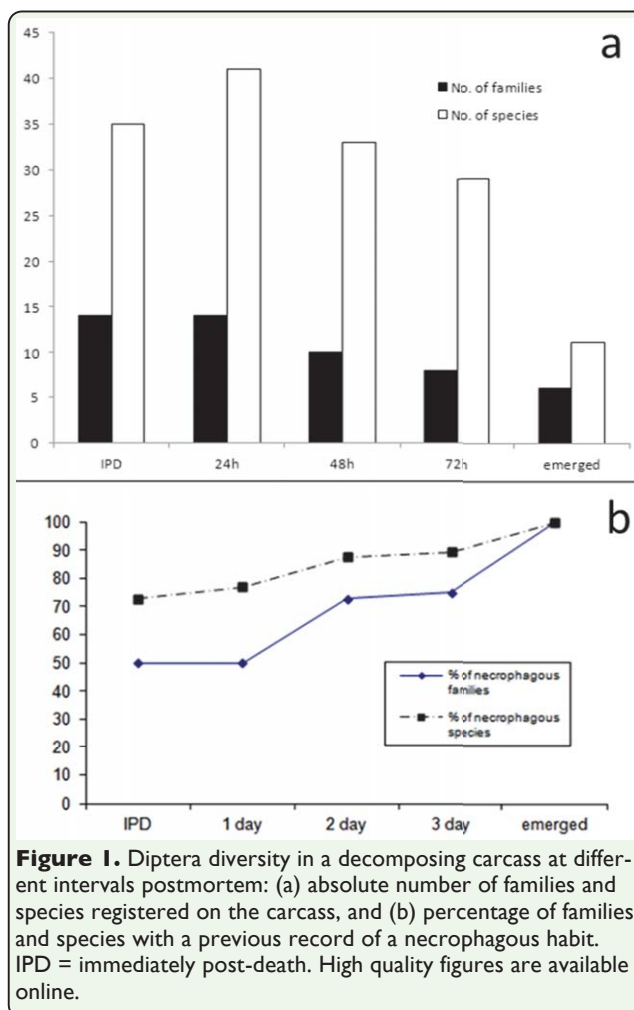 45
a
40
No. of families
35
No. of species
30
25
20
15
10
5
0
IPD 24h 48h 72h emerged
b
100
90
80
70
60
50
% of necrophagous
families
40
% of necrophagous
species
30
20
10
0
IPD 1 day 2 day 3 day emerged
Figure 1. Diptera diversity in a decomposing carcass at differ-
ent intervals postmortem: (a) absolute number of families and
species registered on the carcass, and (b) percentage of families
and species with a previous record of a necrophagous habit.
IPD = immediately post-death. High quality figures are available
online.